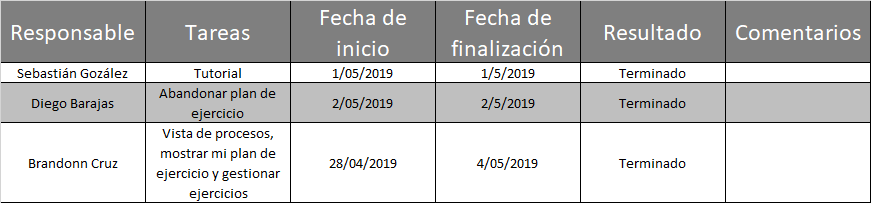 Responsable Tareas Fecha de inicio Fecha de finalización Resultado Comentarios
Sebastián Gozález Tutorial 1/05/2019 1/5/2019 Terminado
Diego Barajas Abandonar plan de ejercicio 2/05/2019 2/5/2019 Terminado
Brandonn Cruz Vista de procesos, mostrar mi plan de ejercicio y gestionar ejercicios 28/04/2019 4/05/2019 Terminado